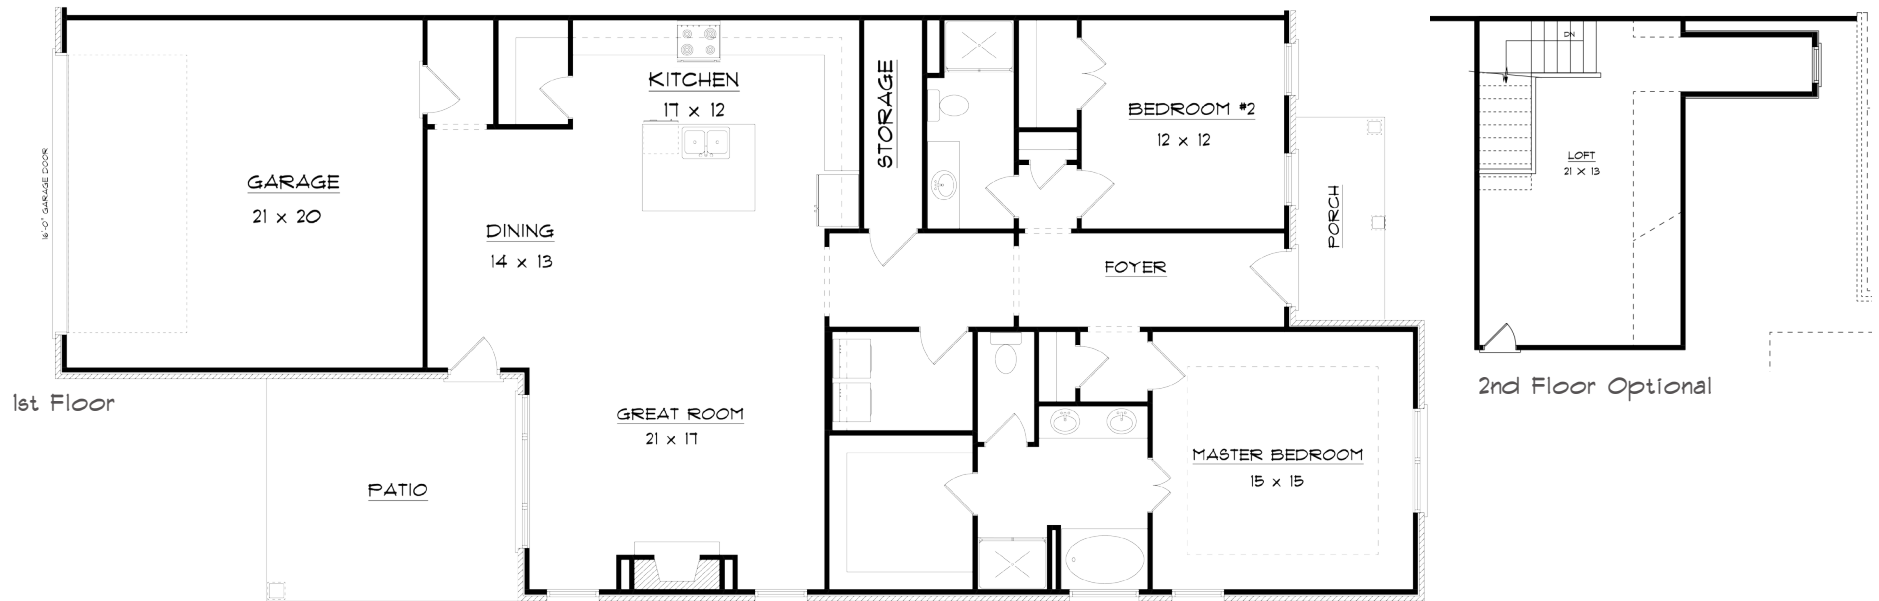 KITCHEN
17 x 12
STORAGE
BEDROOM #2
12 x 12
GARAGE
21 x 20
16'-0" GARAGE DOOR
DINING
14 x 13
FOYER
PORCH
GREAT ROOM
21 x 17
PATIO
MASTER BEDROOM
15 x 15
1st Floor
DN
LOFT
21 x 13
2nd Floor Optional